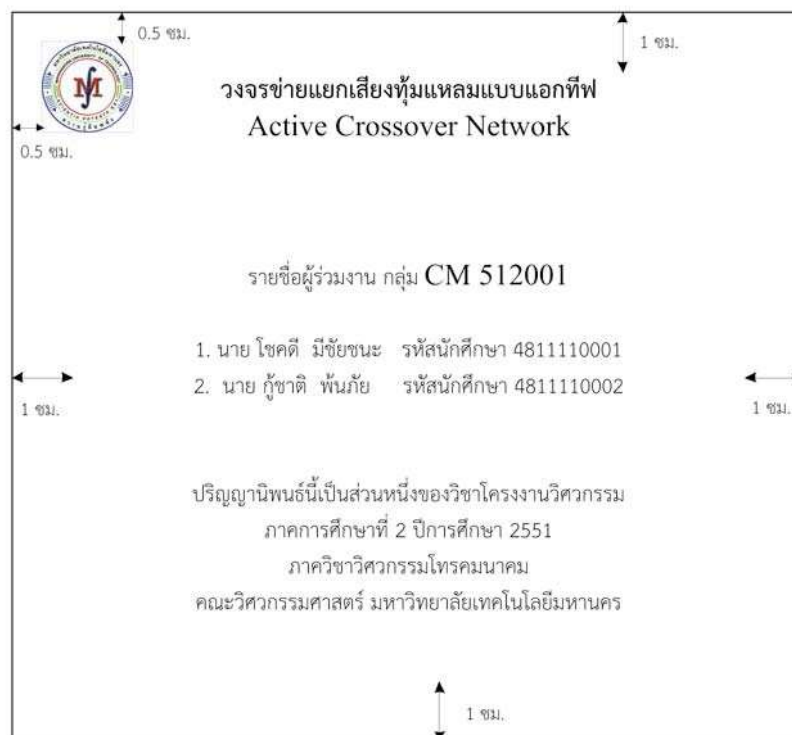 0.5 ซม.
1 ซม.
วงจรข่ายแยกเสียงทุ้มแหลมแบบแอกทีฟ
Active Crossover Network
0.5 ซม.
รายชื่อผู้ร่วมงาน กลุ่ม CM 512001
1. นาย โชคดี มีชัยชนะ รหัสนักศึกษา 4811110001
2. นาย กู้ชาติ พ้นภัย รหัสนักศึกษา 4811110002
1 ซม.
1 ซม.
ปริญญานิพนธ์นี้เป็นส่วนหนึ่งของวิชาโครงงานวิศวกรรม
ภาคการศึกษาที่ 2 ปีการศึกษา 2551
ภาควิชาวิศวกรรมโทรคมนาคม
คณะวิศวกรรมศาสตร์ มหาวิทยาลัยเทคโนโลยีมหานคร
1 ซม.